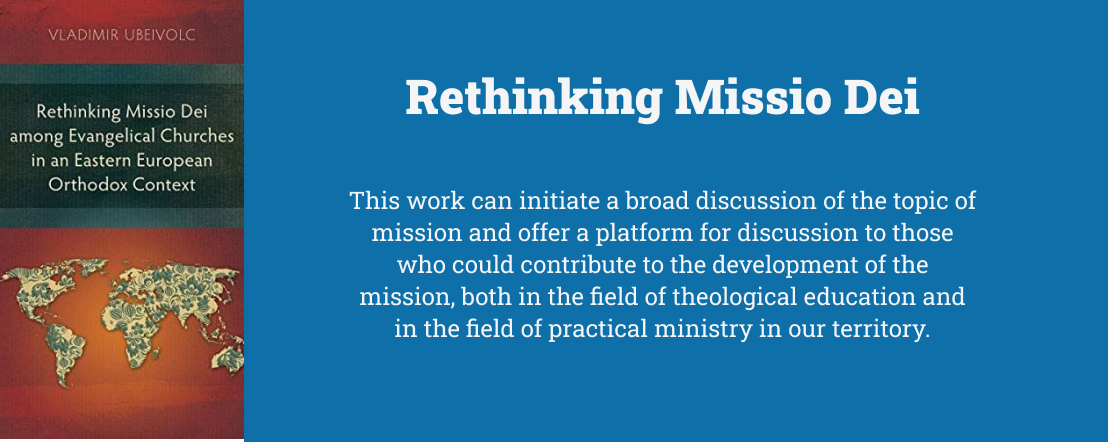 VLADIMIR UBEIVOLC
Rethinking Missio Dei
among Evangelical Churches
in an Eastern European
Orthodox Context
Rethinking Missio Dei
This work can initiate a broad discussion of the topic of
mission and offer a platform for discussion to those
who could contribute to the development of the
mission, both in the field of theological education and
in the field of practical ministry in our territory.